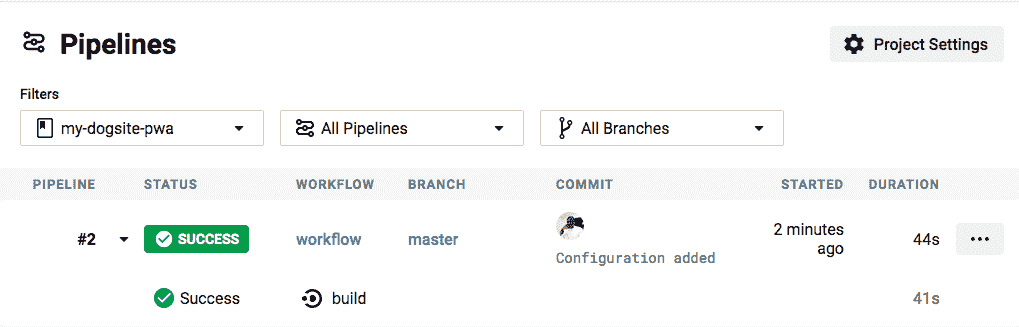 Pipelines
Project Settings
Filters
my-dogsite-pwa
All Pipelines
All Branches
PIPELINE STATUS WORKFLOW BRANCH COMMIT STARTED DURATION
#2 SUCCESS workflow master 2 minutes ago 44s
Configuration added
Success build 41s